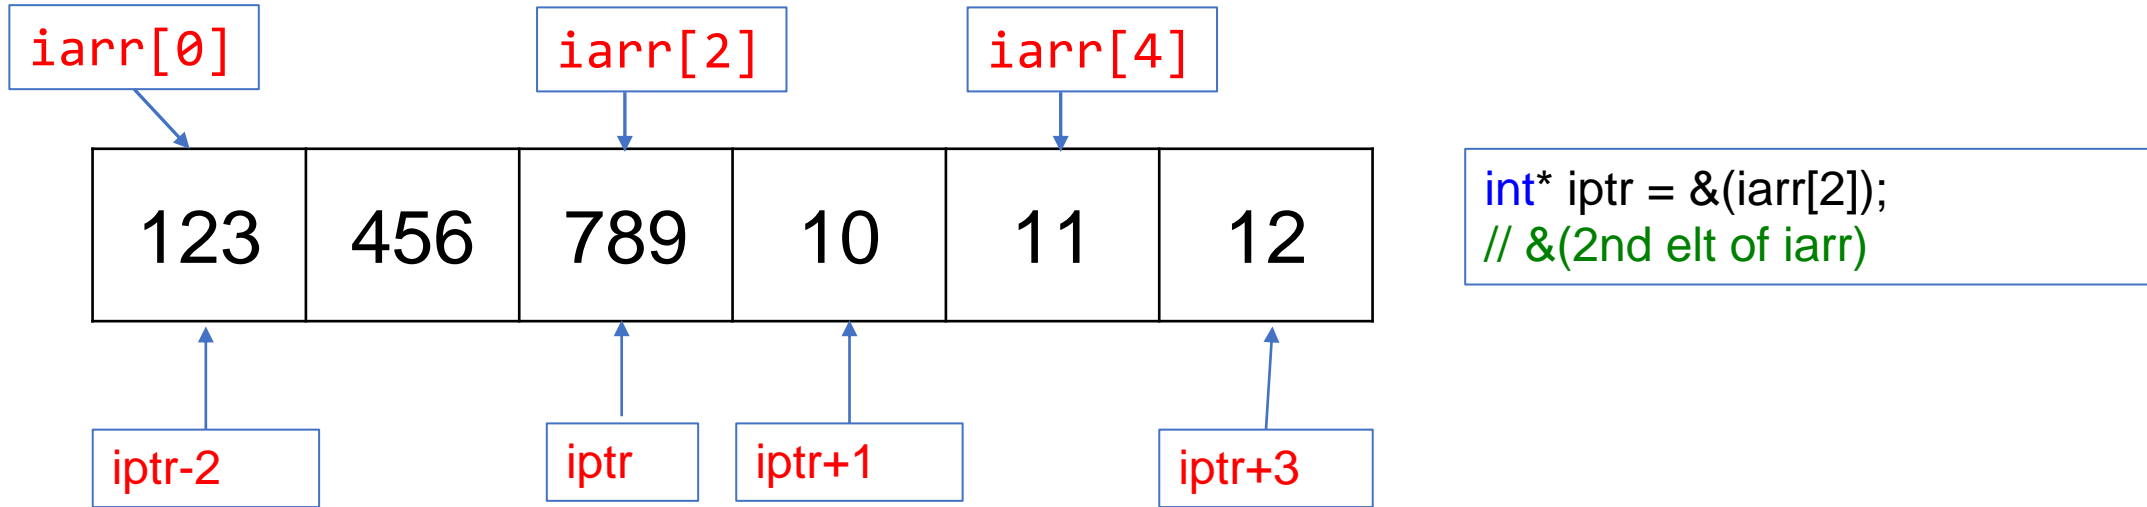 iarr[0]
iarr[2]
iarr[4]
123 456 789 10 11 12
int* iptr = &(iarr[2]);
// &(2nd elt of iarr)
iptr-2
iptr
iptr+1
iptr+3